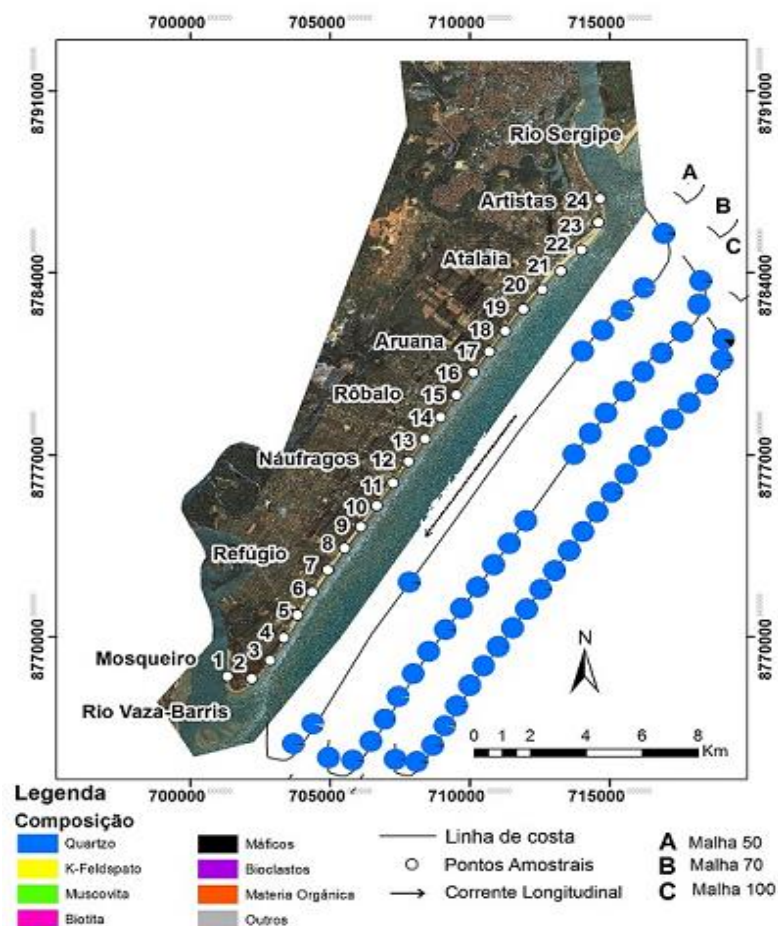 700000 705000 710000 715000
8791000
8784000
8777000
8770000
8791000
8784000
8777000
8770000
Rio Sergipe
A
B
C
Artistas
24
23
22
Atalaia
21
20
19
18
Aruana
17
16
Rôbalo
15
14
13
Náufragos
12
11
10
9
Refúgio
8
7
6
5
4
3
Mosqueiro
1
2
Rio Vaza-Barris
N
0 1 2 4 6 8
Km
700000 705000 710000 715000
Legenda
Composição
Quartzo
K-Feldspato
Muscovita
Biotita
Máficos
Bioclastos
Materia Orgânica
Outros
Linha de costa
Pontos Amostrais
Corrente Longitudinal
A Malha 50
B Malha 70
C Malha 100